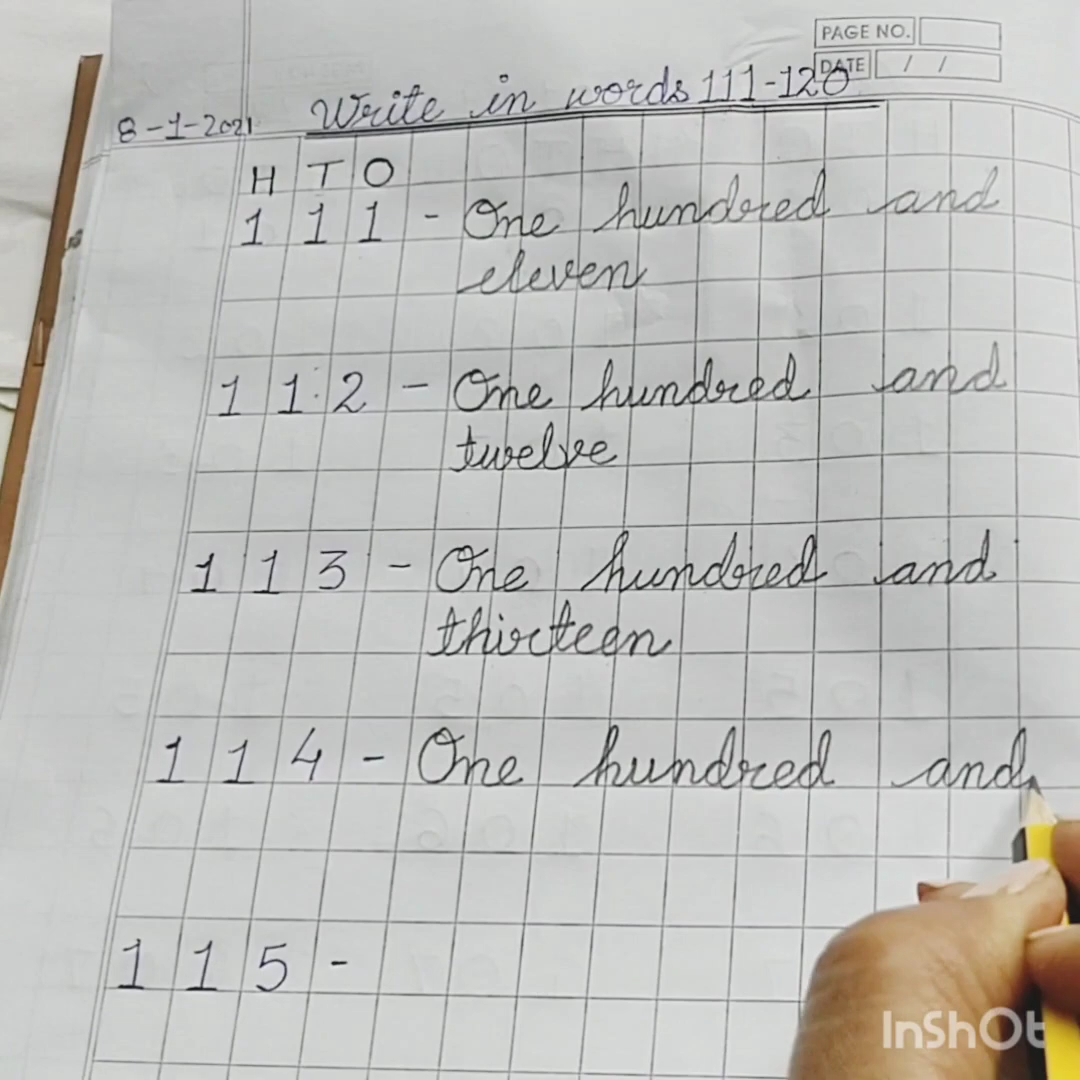 PAGE NO.
DATE / /
8-1-2021 Write in words 111-120
H T O
1 1 1 - One hundred and
eleven
1 1 2 - One hundred and
twelve
1 1 3 - One hundred and
thirteen
1 1 4 - One hundred and
1 1 5 -
InShOt